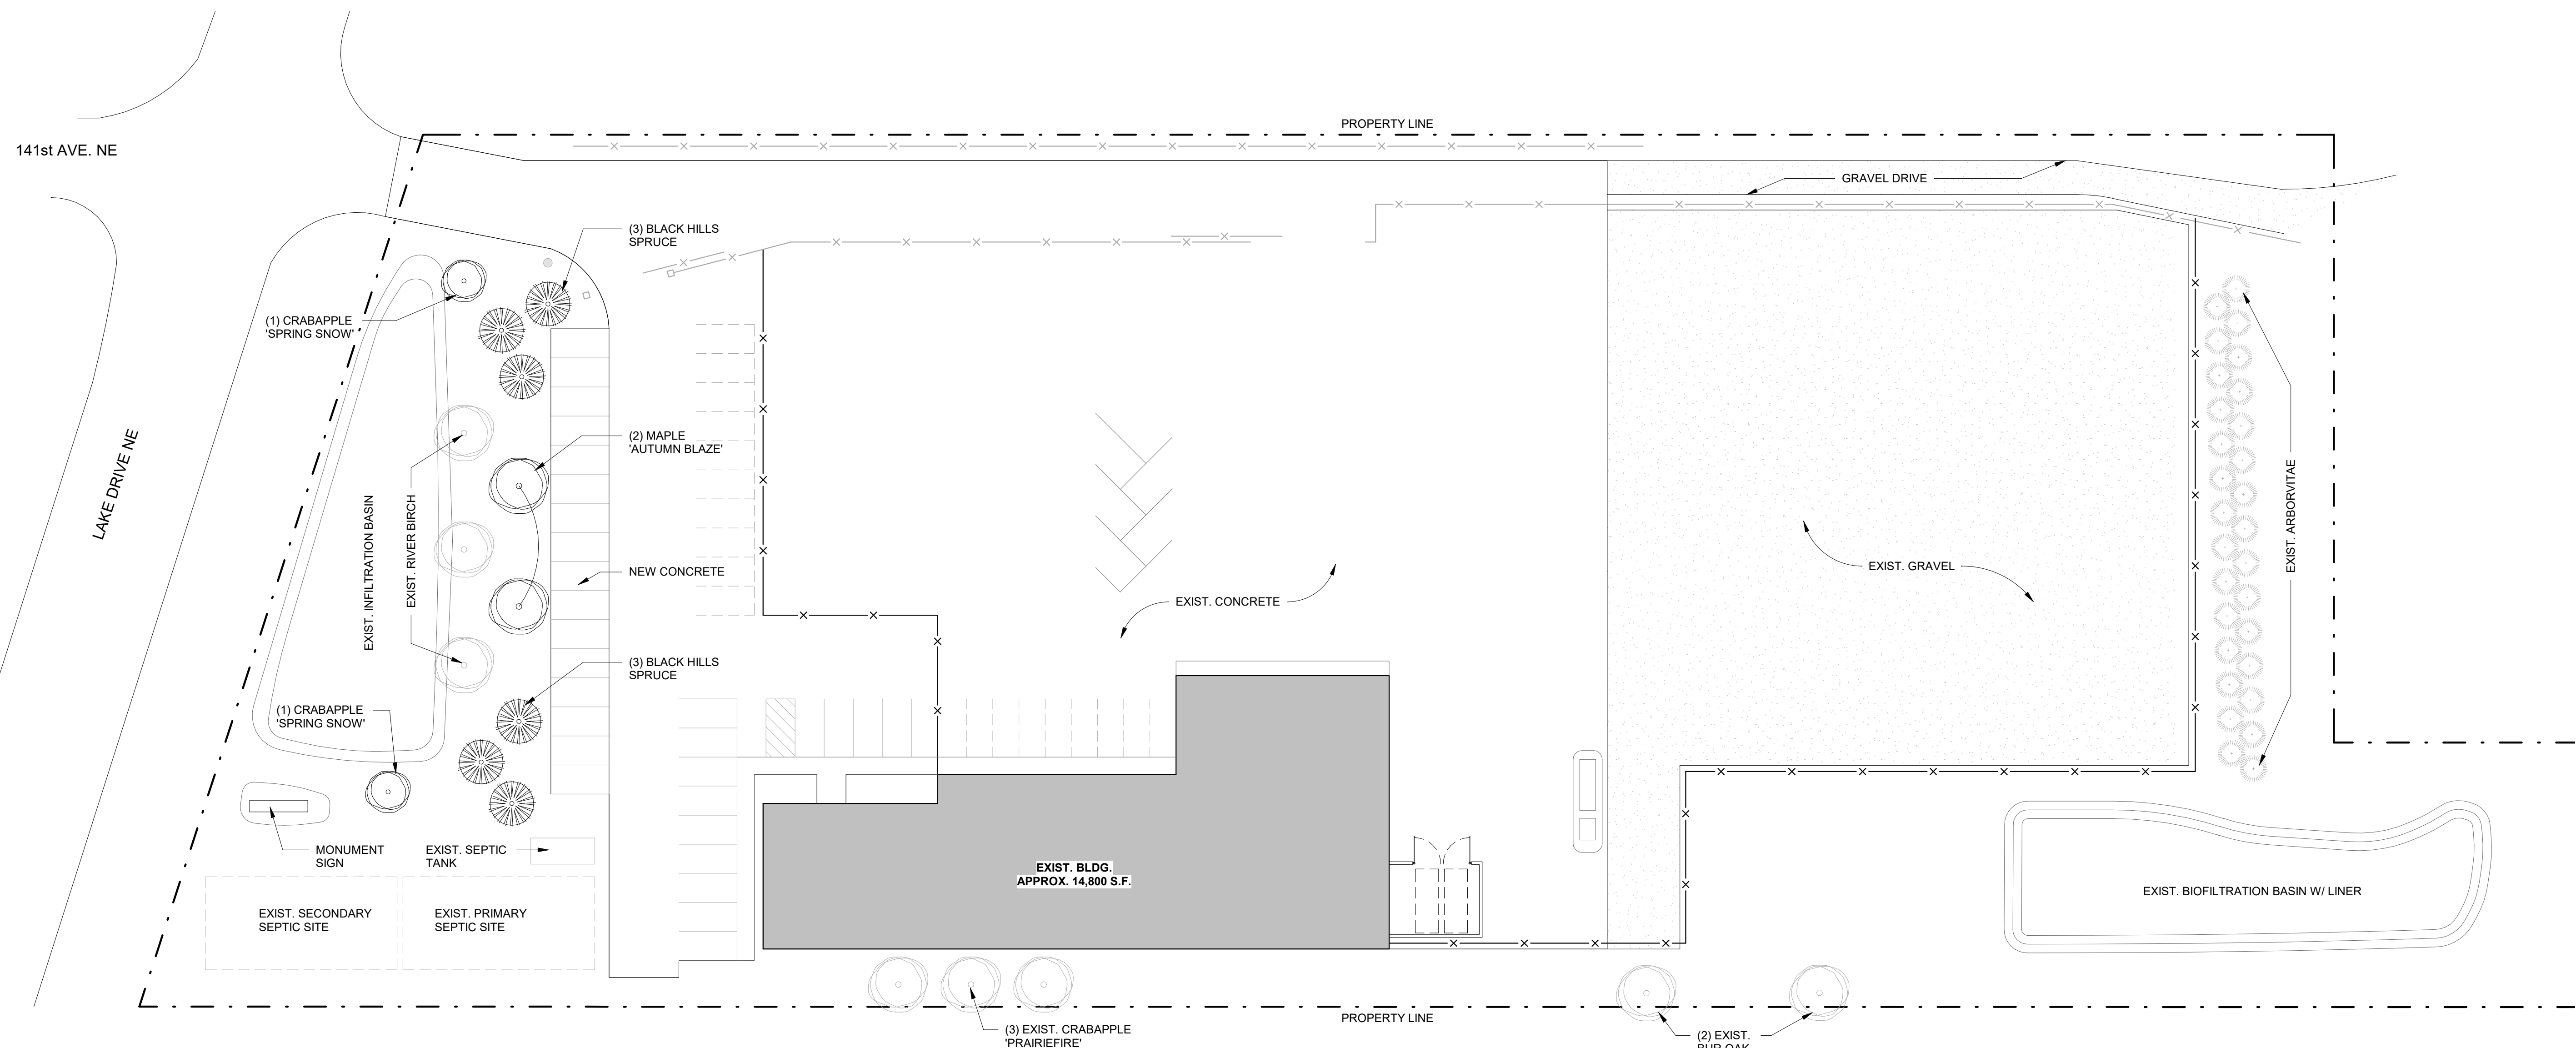 PROPERTY LINE
141st AVE. NE
GRAVEL DRIVE
(3) BLACK HILLS
SPRUCE
(1) CRABAPPLE
'SPRING SNOW'
(2) MAPLE
'AUTUMN BLAZE'
LAKE DRIVE NE
EXIST. INFILTRATION BASIN
EXIST. RIVER BIRCH
EXIST. ARBORVITAE
NEW CONCRETE
EXIST. GRAVEL
EXIST. CONCRETE
(3) BLACK HILLS
SPRUCE
(1) CRABAPPLE
'SPRING SNOW'
MONUMENT
SIGN
EXIST. SEPTIC
TANK
EXIST. BLDG.
APPROX. 14,800 S.F.
EXIST. BIOFILTRATION BASIN W/ LINER
EXIST. SECONDARY
SEPTIC SITE
EXIST. PRIMARY
SEPTIC SITE
PROPERTY LINE
(3) EXIST. CRABAPPLE
'PRAIRIEFIRE'
(2) EXIST.
BUR OAK